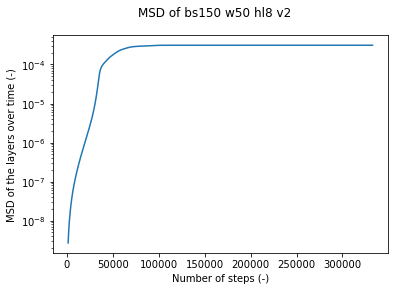 MSD of bs150 w50 hl8 v2
MSD of the layers over time (-)
10⁻⁴
10⁻⁵
10⁻⁶
10⁻⁷
10⁻⁸
0 50000 100000 150000 200000 250000 300000
Number of steps (-)